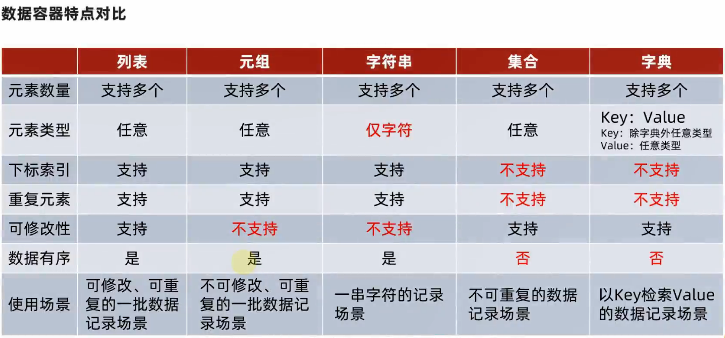 数据容器特点对比
列表 元组 字符串 集合 字典
元素数量 支持多个 支持多个 支持多个 支持多个 支持多个
元素类型 任意 任意 仅字符 任意 Key：Value
Key：除字典外任意类型
Value：任意类型
下标索引 支持 支持 支持 不支持 不支持
重复元素 支持 支持 支持 不支持 不支持
可修改性 支持 不支持 不支持 支持 支持
数据有序 是 是 是 否 否
使用场景 可修改、可重复的一批数据记录场景 不可修改、可重复的一批数据记录场景 一串字符的记录场景 不可重复的数据记录场景 以Key检索Value的数据记录场景